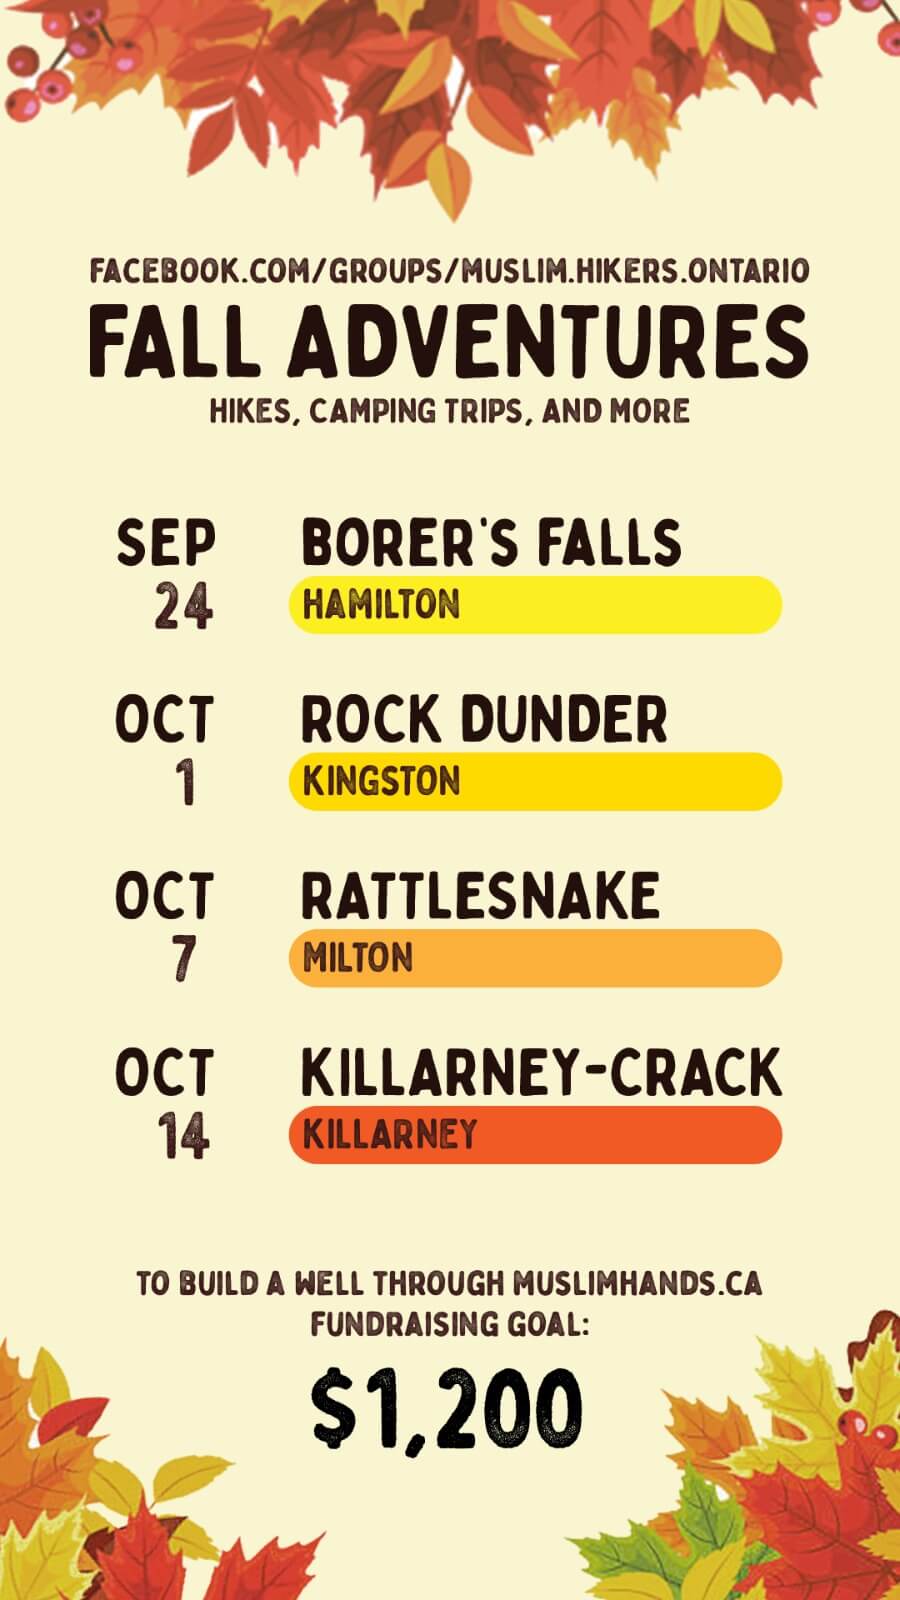 FACEBOOK.COM/GROUPS/MUSLIM.HIKERS.ONTARIO
FALL ADVENTURES
HIKES, CAMPING TRIPS, AND MORE
SEP 24
BORER'S FALLS
HAMILTON
OCT 1
ROCK DUNDER
KINGSTON
OCT 7
RATTLESNAKE
MILTON
OCT 14
KILLARNEY-CRACK
KILLARNEY
TO BUILD A WELL THROUGH MUSLIMHANDS.CA
FUNDRAISING GOAL:
$1,200